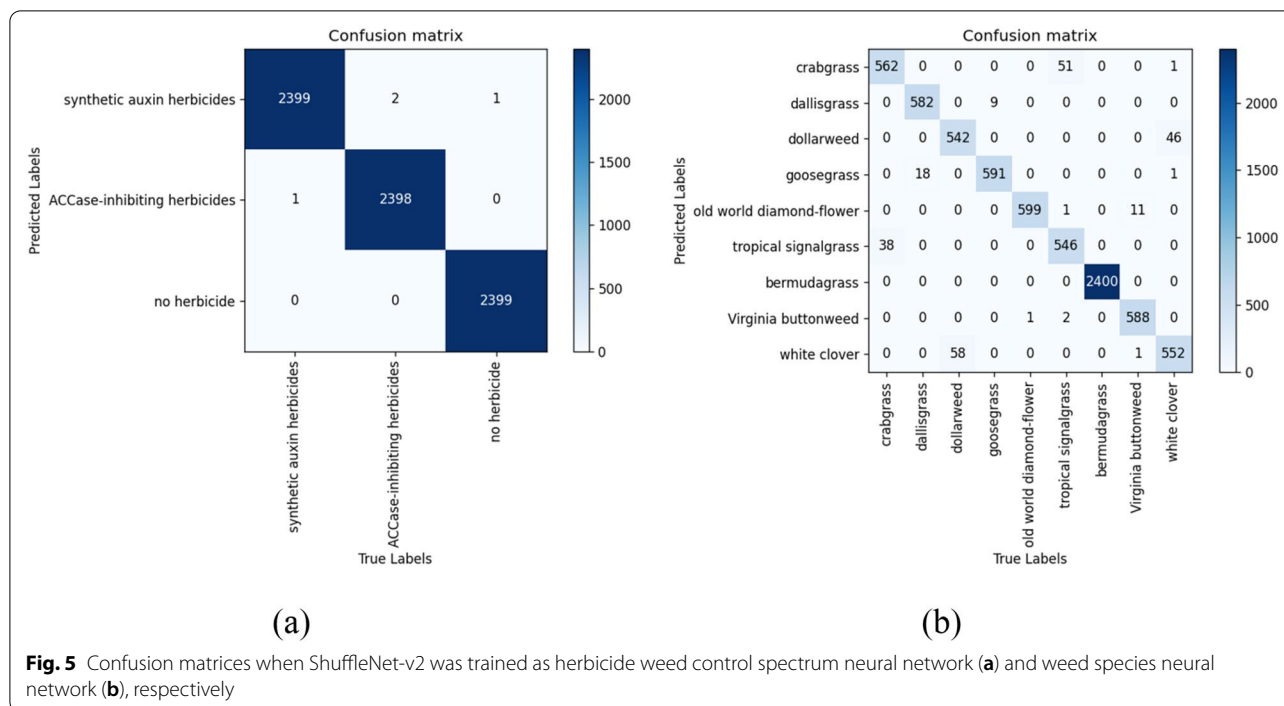 Confusion matrix
synthetic auxin herbicides 2399 2 1
ACCase-inhibiting herbicides 1 2398 0
no herbicide 0 0 2399
Predicted Labels
synthetic auxin herbicides
ACCase-inhibiting herbicides
no herbicide
True Labels
2000
1500
1000
500
0
(a)
Confusion matrix
crabgrass 562 0 0 0 0 51 0 0 1
dallisgrass 0 582 0 9 0 0 0 0 0
dollarweed 0 0 542 0 0 0 0 0 46
goosegrass 0 18 0 591 0 0 0 0 1
old world diamond-flower 0 0 0 0 599 1 0 11 0
tropical signalgrass 38 0 0 0 0 546 0 0 0
bermudagrass 0 0 0 0 0 0 2400 0 0
Virginia buttonweed 0 0 0 0 1 2 0 588 0
white clover 0 0 58 0 0 0 0 1 552
Predicted Labels
crabgrass
dallisgrass
dollarweed
goosegrass
old world diamond-flower
tropical signalgrass
bermudagrass
Virginia buttonweed
white clover
True Labels
2000
1500
1000
500
0
(b)
Fig. 5 Confusion matrices when ShuffleNet-v2 was trained as herbicide weed control spectrum neural network (a) and weed species neural
network (b), respectively